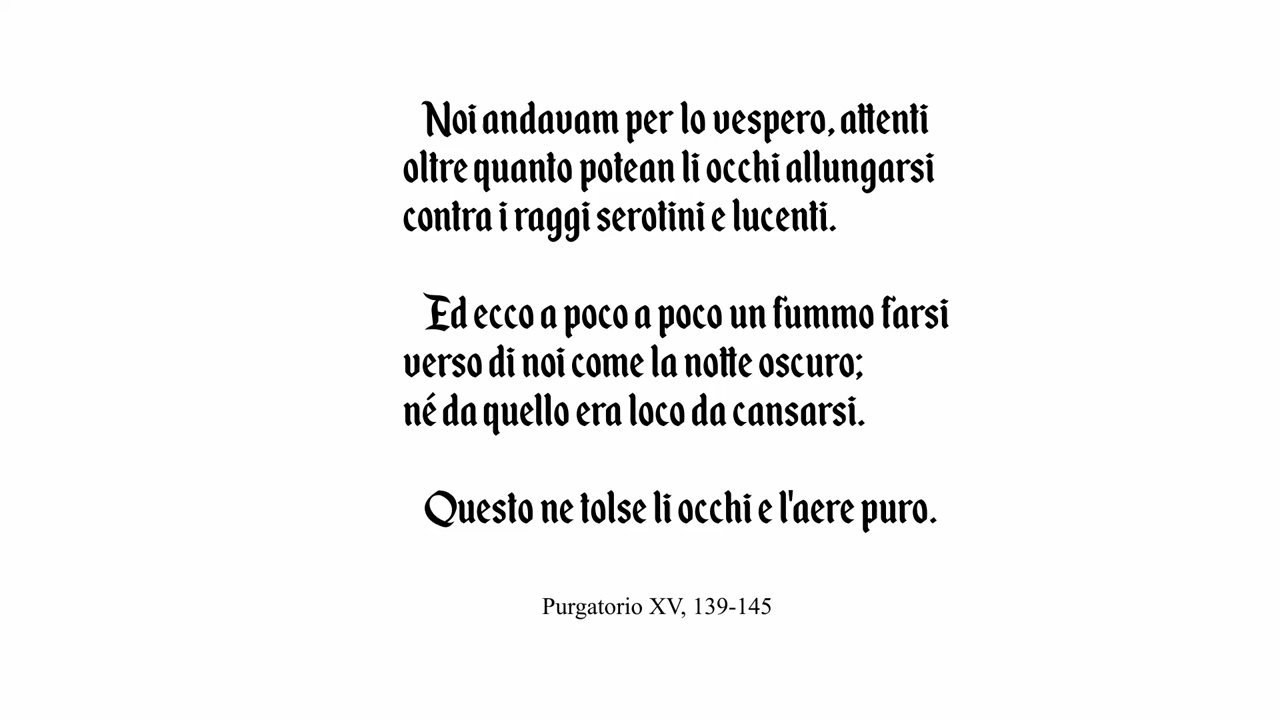 Noi andavam per lo vespero, attenti
oltre quanto potean li occhi allungarsi
contra i raggi serotini e lucenti.
Ed ecco a poco a poco un fummo farsi
verso di noi come la notte oscuro;
né da quello era loco da cansarsi.
Questo ne tolse li occhi e l'aere puro.
Purgatorio XV, 139-145